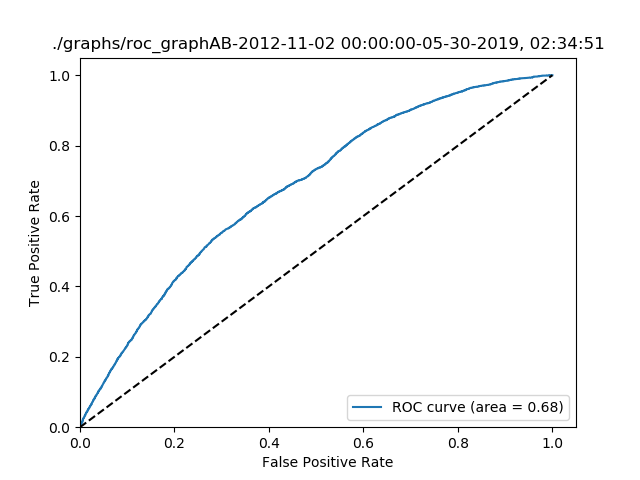 ./graphs/roc_graphAB-2012-11-02 00:00:00-05-30-2019, 02:34:51
1.0
0.8
0.6
0.4
0.2
0.0
True Positive Rate
ROC curve (area = 0.68)
0.0 0.2 0.4 0.6 0.8 1.0
False Positive Rate